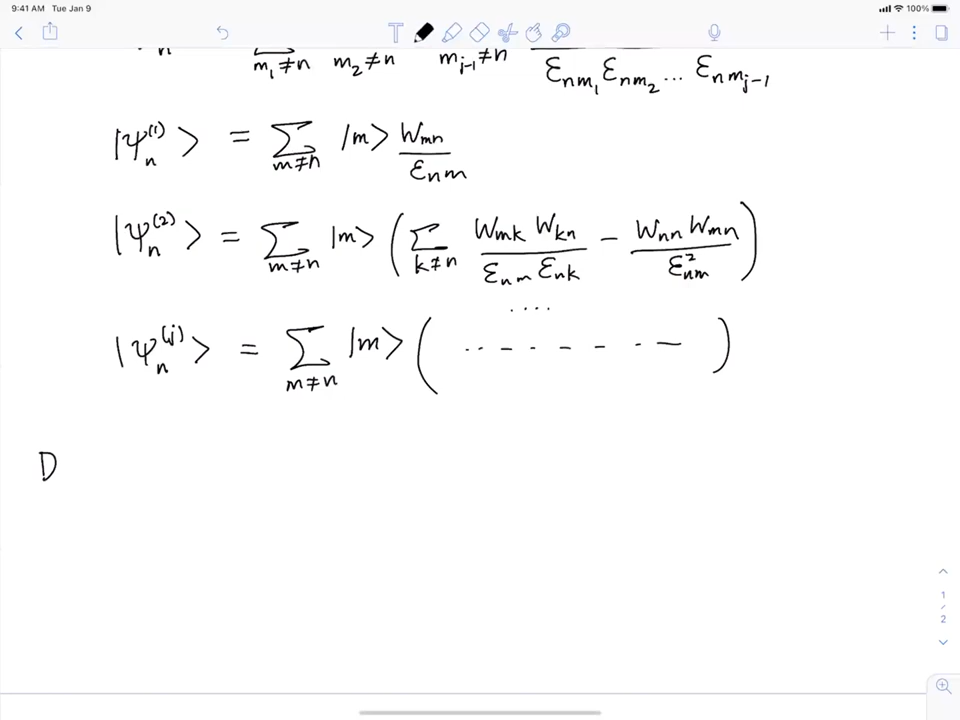 9:41 AM Tue Jan 9 100%
T
n m₁≠n m₂≠n m_{j-1}≠n ε_{nm₁} ε_{nm₂} ... ε_{nm_{j-1}}
|ψ_n^{(1)}> = Σ_{m≠n} |m> W_{mn} / ε_{nm}
|ψ_n^{(2)}> = Σ_{m≠n} |m> ( Σ_{k≠n} W_{mk} W_{kn} / ε_{nm} ε_{nk} − W_{nn} W_{mn} / ε_{nm}^2 )
....
|ψ_n^{(j)}> = Σ_{m≠n} |m> ( .. - . - . - - . — )
D
1
/
2